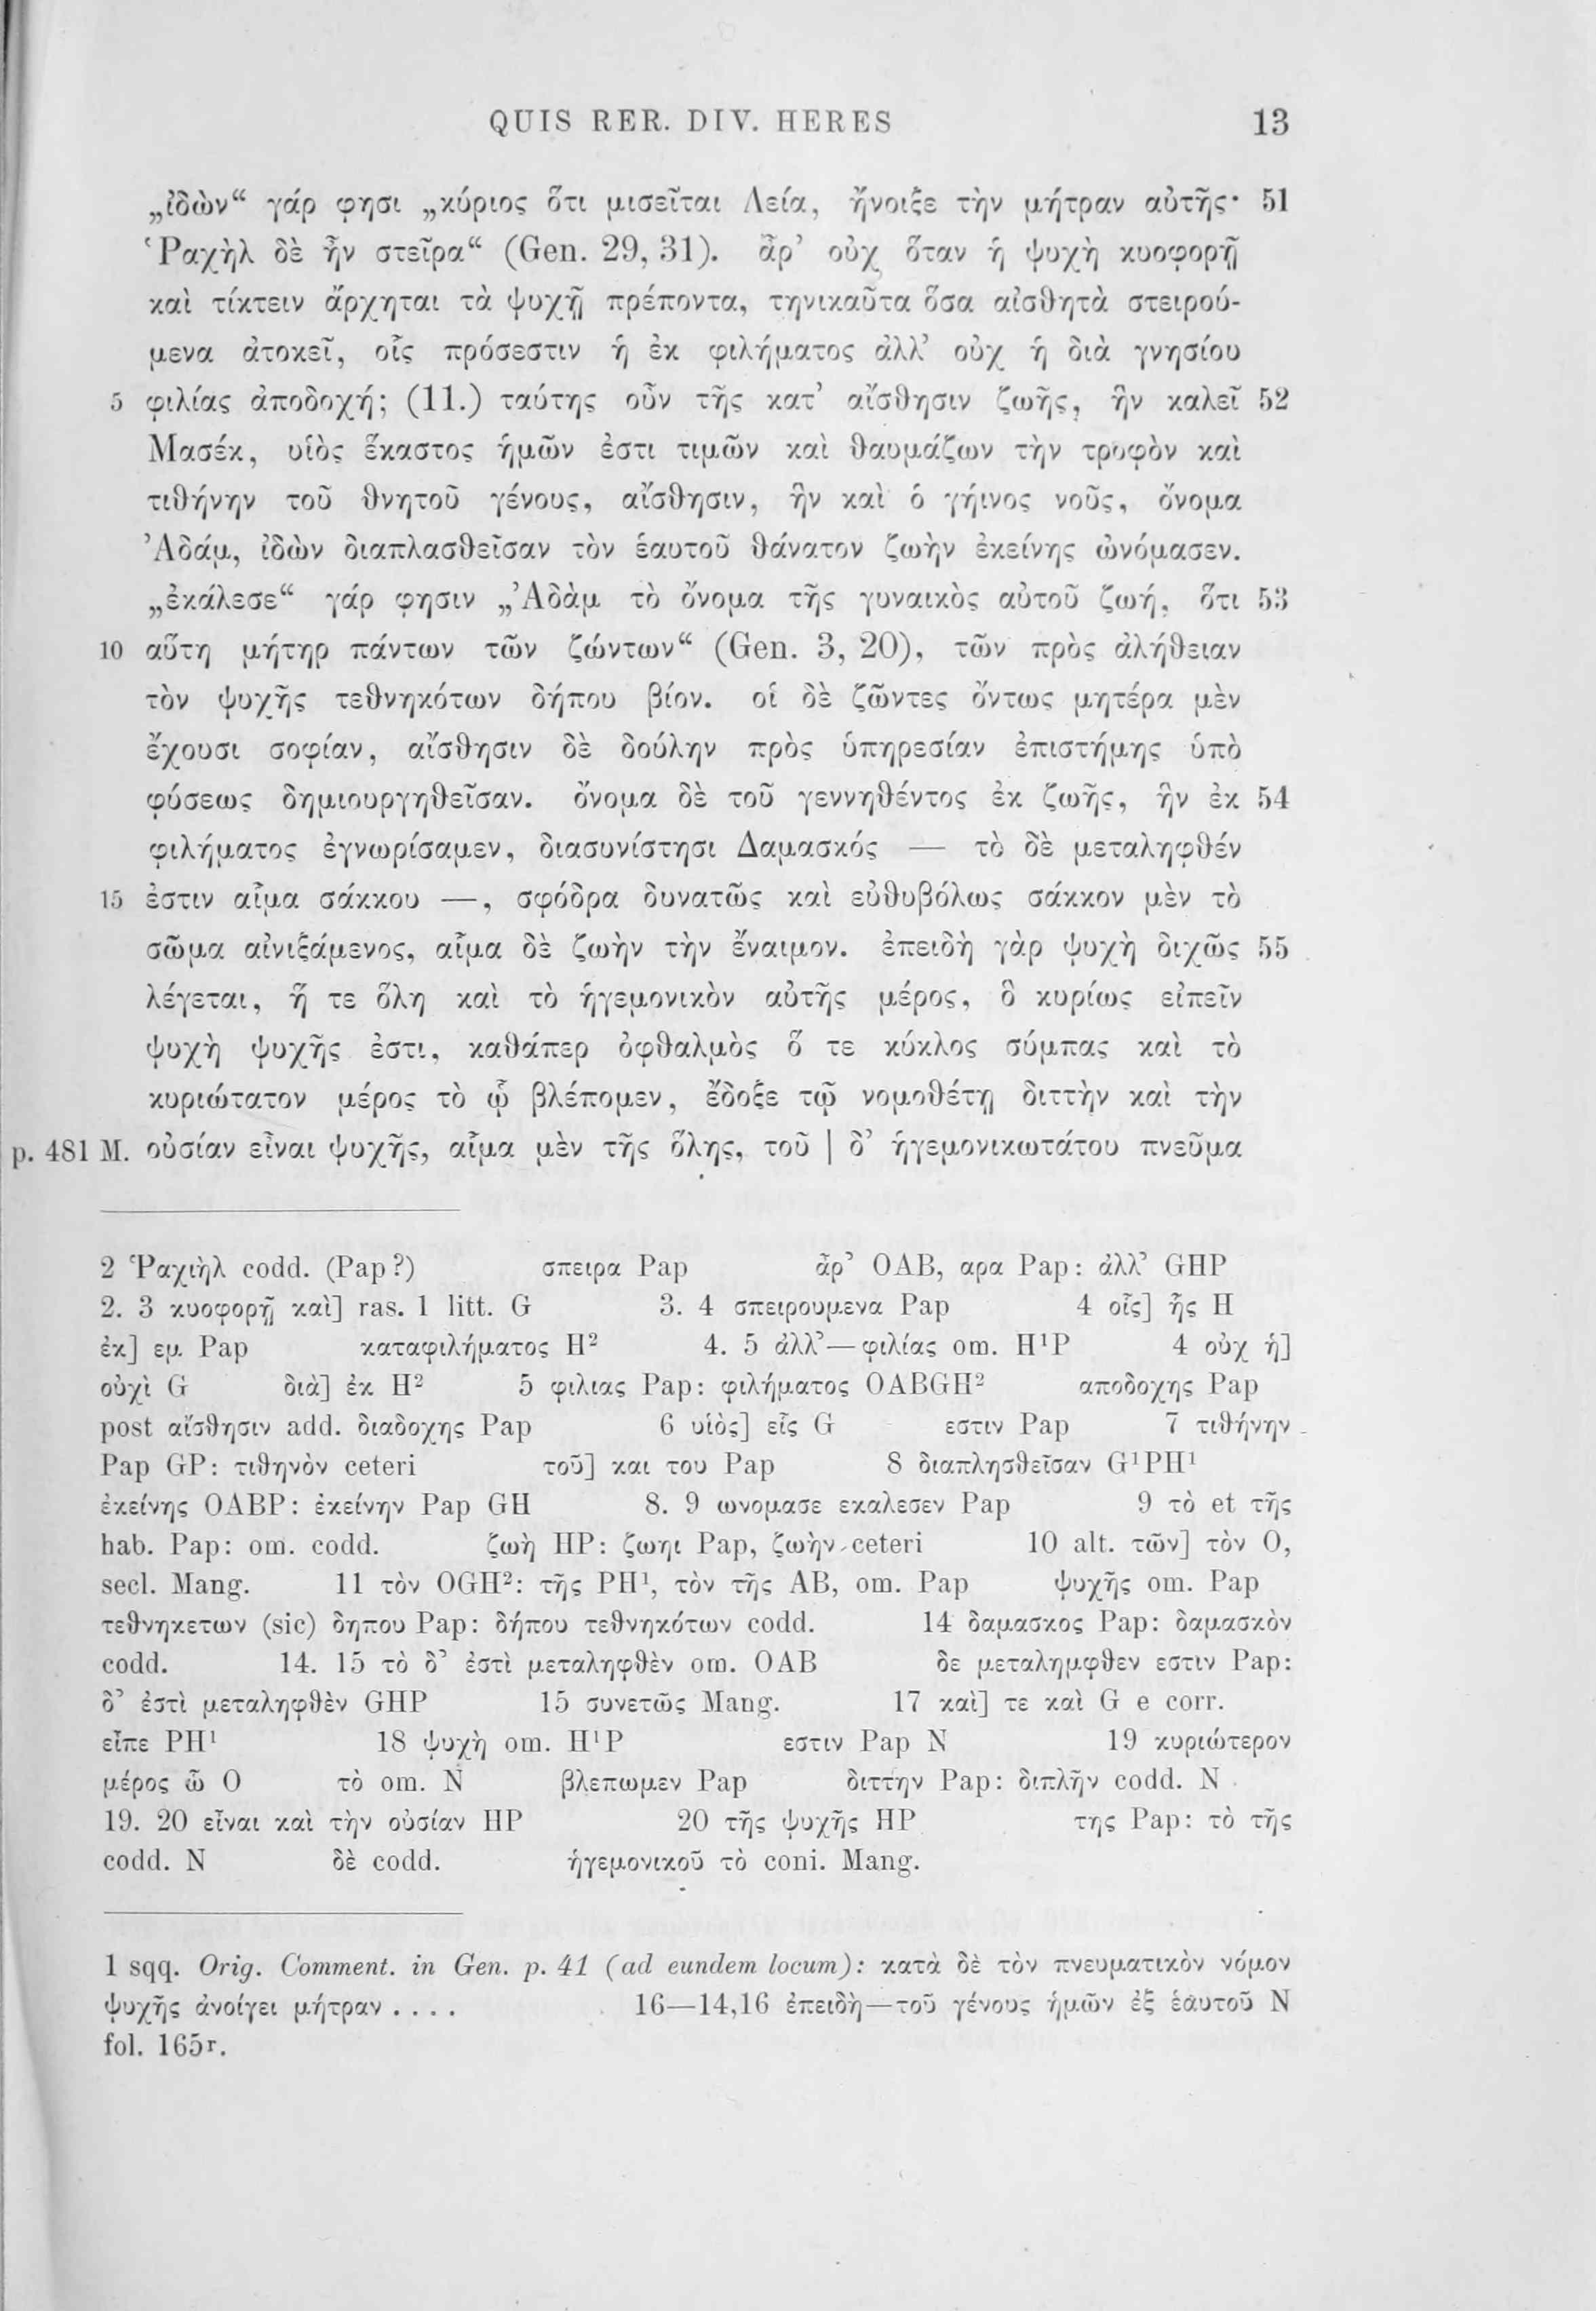 QUIS RER. DIV. HERES 13
„ἰδὼν“ γάρ φησι „κύριος ὅτι μισεῖται Λεία, ἤνοιξε τὴν μήτραν αὐτῆς· 51
Ῥαχὴλ δὲ ἦν στεῖρα“ (Gen. 29, 31). ἆρ’ οὐχ ὅταν ἡ ψυχὴ κυοφορῇ
καὶ τίκτειν ἄρχηται τὰ ψυχῇ πρέποντα, τηνικαῦτα ὅσα αἰσθητὰ στειρού-
μενα ἀτοκεῖ, οἷς πρόσεστιν ἡ ἐκ φιλήματος ἀλλ’ οὐχ ἡ διὰ γνησίου
5 φιλίας ἀποδοχή; (11.) ταύτης οὖν τῆς κατ’ αἴσθησιν ζωῆς, ἣν καλεῖ 52
Μασέκ, υἱὸς ἕκαστος ἡμῶν ἐστι τιμῶν καὶ θαυμάζων τὴν τροφὸν καὶ
τιθήνην τοῦ θνητοῦ γένους, αἴσθησιν, ἣν καὶ ὁ γήινος νοῦς, ὄνομα
Ἀδάμ, ἰδὼν διαπλασθεῖσαν τὸν ἑαυτοῦ θάνατον ζωὴν ἐκείνης ὠνόμασεν.
„ἐκάλεσε“ γάρ φησιν „Ἀδὰμ τὸ ὄνομα τῆς γυναικὸς αὐτοῦ ζωή, ὅτι 53
10 αὕτη μήτηρ πάντων τῶν ζώντων“ (Gen. 3, 20), τῶν πρὸς ἀλήθειαν
τὸν ψυχῆς τεθνηκότων δήπου βίον. οἱ δὲ ζῶντες ὄντως μητέρα μὲν
ἔχουσι σοφίαν, αἴσθησιν δὲ δούλην πρὸς ὑπηρεσίαν ἐπιστήμης ὑπὸ
φύσεως δημιουργηθεῖσαν. ὄνομα δὲ τοῦ γεννηθέντος ἐκ ζωῆς, ἣν ἐκ 54
φιλήματος ἐγνωρίσαμεν, διασυνίστησι Δαμασκός — τὸ δὲ μεταληφθέν
15 ἐστιν αἷμα σάκκου —, σφόδρα δυνατῶς καὶ εὐθυβόλως σάκκον μὲν τὸ
σῶμα αἰνιξάμενος, αἷμα δὲ ζωὴν τὴν ἔναιμον. ἐπειδὴ γὰρ ψυχὴ διχῶς 55
λέγεται, ἥ τε ὅλη καὶ τὸ ἡγεμονικὸν αὐτῆς μέρος, ὃ κυρίως εἰπεῖν
ψυχὴ ψυχῆς ἐστι, καθάπερ ὀφθαλμὸς ὅ τε κύκλος σύμπας καὶ τὸ
κυριώτατον μέρος τὸ ᾧ βλέπομεν, ἔδοξε τῷ νομοθέτῃ διττὴν καὶ τὴν
p. 481 M. οὐσίαν εἶναι ψυχῆς, αἷμα μὲν τῆς ὅλης, τοῦ | δ’ ἡγεμονικωτάτου πνεῦμα
2 Ῥαχιὴλ codd. (Pap?) σπειρα Pap ἆρ’ OAB, αρα Pap: ἀλλ’ GHP
2. 3 κυοφορῇ καὶ] ras. 1 litt. G 3. 4 σπειρουμενα Pap 4 οἷς] ἧς H
ἐκ] εμ Pap καταφιλήματος H² 4. 5 ἀλλ’—φιλίας om. H¹P 4 οὐχ ἡ]
οὐχὶ G διὰ] ἐκ H² 5 φιλιας Pap: φιλήματος OABGH² αποδοχης Pap
post αἴσθησιν add. διαδοχης Pap 6 υἱὸς] εἷς G εστιν Pap 7 τιθήνην
Pap GP: τιθηνὸν ceteri τοῦ] και του Pap 8 διαπλησθεῖσαν G¹PH¹
ἐκείνης OABP: ἐκείνην Pap GH 8. 9 ωνομασε εκαλεσεν Pap 9 τὸ et τῆς
hab. Pap: om. codd. ζωὴ HP: ζωηι Pap, ζωὴν ceteri 10 alt. τῶν] τὸν O,
secl. Mang. 11 τὸν OGH²: τῆς PH¹, τὸν τῆς AB, om. Pap ψυχῆς om. Pap
τεθνηκετων (sic) δηπου Pap: δήπου τεθνηκότων codd. 14 δαμασκος Pap: δαμασκὸν
codd. 14. 15 τὸ δ’ ἐστὶ μεταληφθὲν om. OAB δε μεταλημφθεν εστιν Pap:
δ’ ἐστὶ μεταληφθὲν GHP 15 συνετῶς Mang. 17 καὶ] τε καὶ G e corr.
εἶπε PH¹ 18 ψυχὴ om. H¹P εστιν Pap N 19 κυριώτερον
μέρος ὦ O τὸ om. N βλεπωμεν Pap διττην Pap: διπλῆν codd. N
19. 20 εἶναι καὶ τὴν οὐσίαν HP 20 τῆς ψυχῆς HP της Pap: τὸ τῆς
codd. N δὲ codd. ἡγεμονικοῦ τὸ coni. Mang.
1 sqq. Orig. Comment. in Gen. p. 41 (ad eundem locum): κατὰ δὲ τὸν πνευματικὸν νόμον
ψυχῆς ἀνοίγει μήτραν . . . . 16—14,16 ἐπειδὴ—τοῦ γένους ἡμῶν ἐξ ἑαυτοῦ N
fol. 165r.